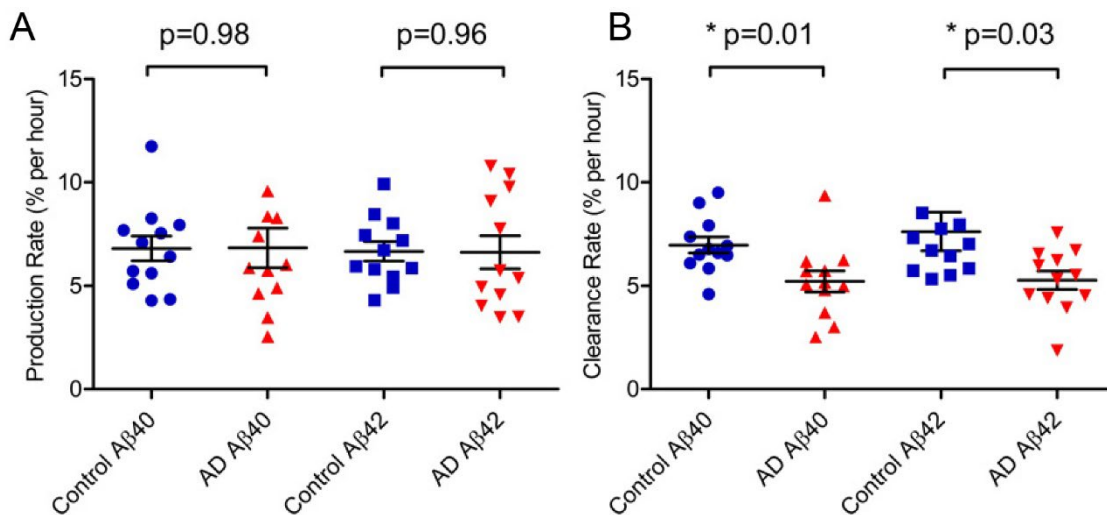 A
p=0.98
p=0.96
Production Rate (% per hour)
15
10
5
0
Control Aβ40
AD Aβ40
Control Aβ42
AD Aβ42
B
* p=0.01
* p=0.03
Clearance Rate (% per hour)
15
10
5
0
Control Aβ40
AD Aβ40
Control Aβ42
AD Aβ42